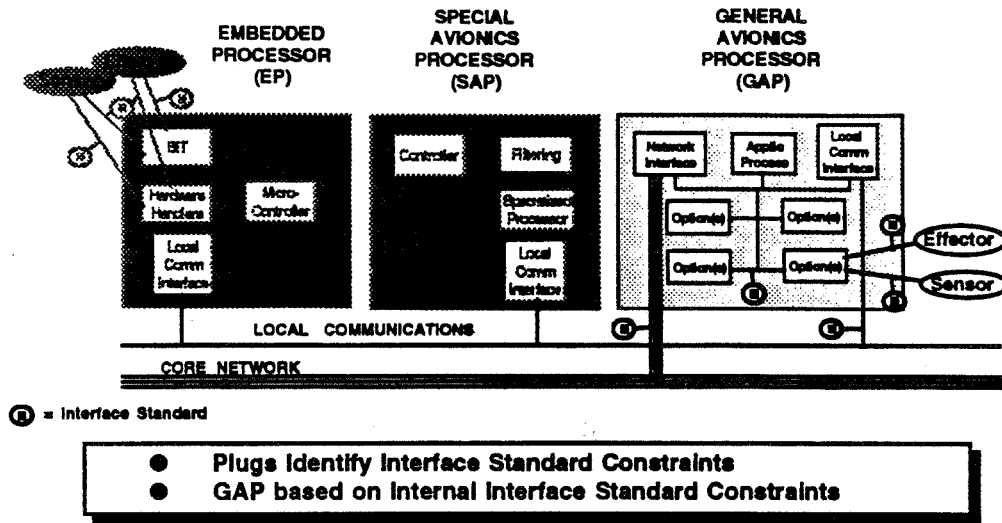 EMBEDDED
PROCESSOR
(EP)
SPECIAL
AVIONICS
PROCESSOR
(SAP)
GENERAL
AVIONICS
PROCESSOR
(GAP)
BIT
Hardware
Handlers
Micro-
Controller
Local
Comm
Interface
Controller
Filtering
Specialized
Processor
Local
Comm
Interface
Network
Interface
Applic
Process
Local
Comm
Interface
Option(s)
Option(s)
Option(s)
Option(s)
Effector
Sensor
LOCAL COMMUNICATIONS
CORE NETWORK
= Interface Standard
Plugs Identify Interface Standard Constraints
GAP based on Internal Interface Standard Constraints